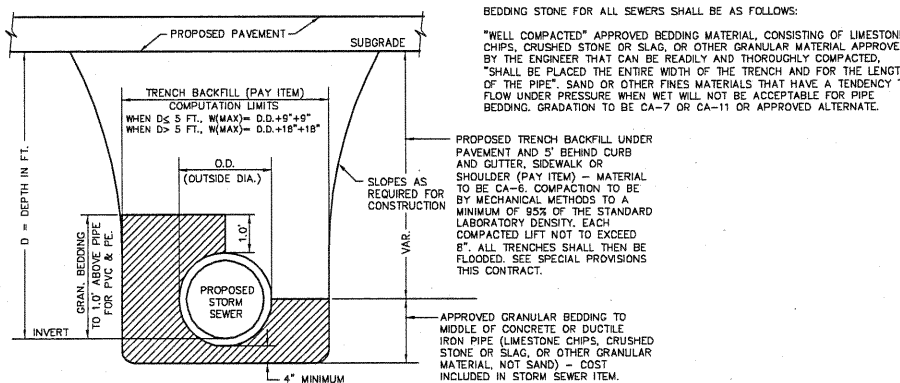 BEDDING STONE FOR ALL SEWERS SHALL BE AS FOLLOWS:
"WELL COMPACTED" APPROVED BEDDING MATERIAL, CONSISTING OF LIMESTONE
CHIPS, CRUSHED STONE OR SLAG, OR OTHER GRANULAR MATERIAL APPROVE
BY THE ENGINEER THAT CAN BE READILY AND THOROUGHLY COMPACTED,
"SHALL BE PLACED THE ENTIRE WIDTH OF THE TRENCH AND FOR THE LENGT
OF THE PIPE". SAND OR OTHER FINES MATERIALS THAT HAVE A TENDENCY
FLOW UNDER PRESSURE WHEN WET WILL NOT BE ACCEPTABLE FOR PIPE
BEDDING. GRADATION TO BE CA-7 OR CA-11 OR APPROVED ALTERNATE.
PROPOSED PAVEMENT
SUBGRADE
TRENCH BACKFILL (PAY ITEM)
COMPUTATION LIMITS
WHEN D≤ 5 FT., W(MAX)= O.D.+9"+9"
WHEN D> 5 FT., W(MAX)= O.D.+18"+18"
O.D.
(OUTSIDE DIA.)
SLOPES AS
REQUIRED FOR
CONSTRUCTION
PROPOSED TRENCH BACKFILL UNDER
PAVEMENT AND 5' BEHIND CURB
AND GUTTER, SIDEWALK OR
SHOULDER (PAY ITEM) – MATERIAL
TO BE CA-6. COMPACTION TO BE
BY MECHANICAL METHODS TO A
MINIMUM OF 95% OF THE STANDARD
LABORATORY DENSITY. EACH
COMPACTED LIFT NOT TO EXCEED
8". ALL TRENCHES SHALL THEN BE
FLOODED. SEE SPECIAL PROVISIONS
THIS CONTRACT.
D = DEPTH IN FT.
GRAN. BEDDING
TO 1.0' ABOVE PIPE
FOR PVC & PE.
1.0'
VAR.
PROPOSED
STORM
SEWER
INVERT
4" MINIMUM
APPROVED GRANULAR BEDDING TO
MIDDLE OF CONCRETE OR DUCTILE
IRON PIPE (LIMESTONE CHIPS, CRUSHED
STONE OR SLAG, OR OTHER GRANULAR
MATERIAL, NOT SAND) – COST
INCLUDED IN STORM SEWER ITEM.